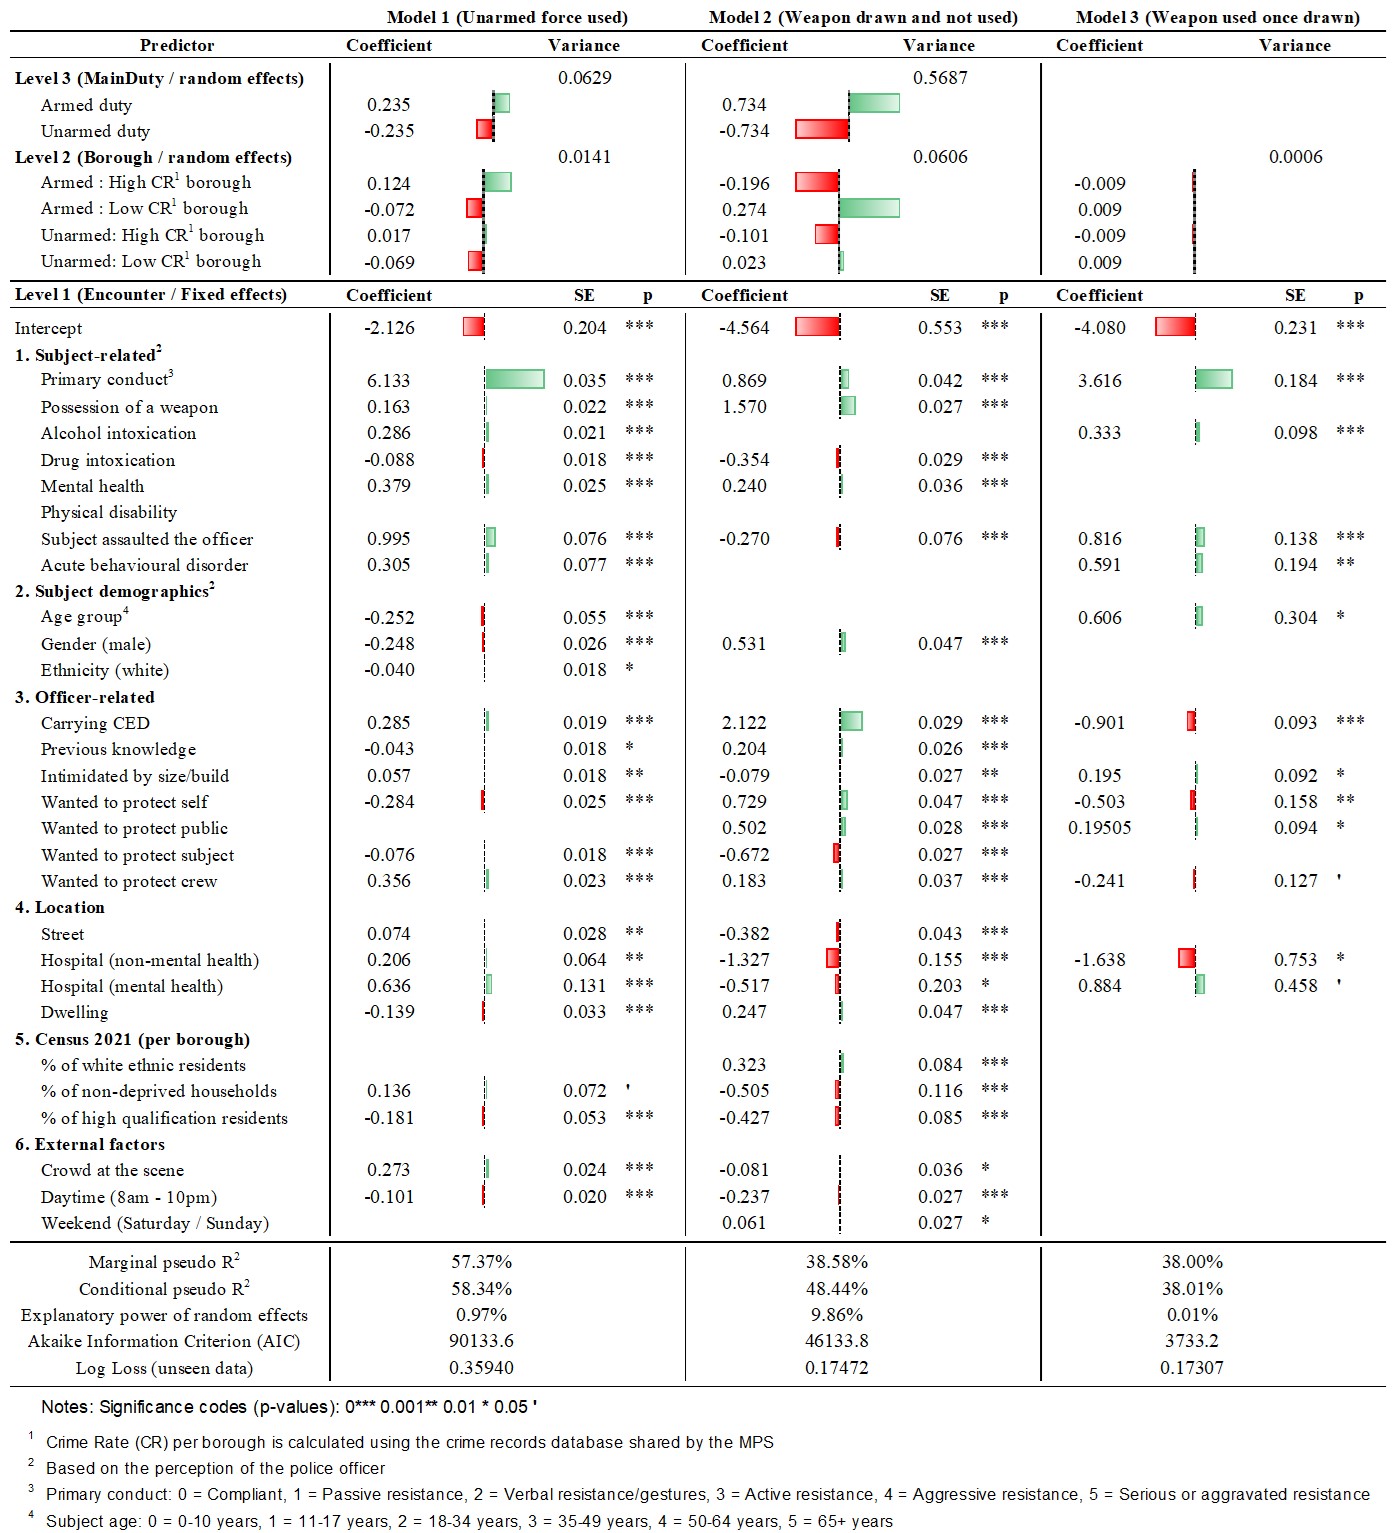 Model 1 (Unarmed force used) Model 2 (Weapon drawn and not used) Model 3 (Weapon used once drawn)
Predictor Coefficient Variance Coefficient Variance Coefficient Variance
Level 3 (MainDuty / random effects) 0.0629 0.5687
Armed duty 0.235 0.734
Unarmed duty -0.235 -0.734
Level 2 (Borough / random effects) 0.0141 0.0606 0.0006
Armed : High CR¹ borough 0.124 -0.196 -0.009
Armed : Low CR¹ borough -0.072 0.274 0.009
Unarmed: High CR¹ borough 0.017 -0.101 -0.009
Unarmed: Low CR¹ borough -0.069 0.023 0.009
Level 1 (Encounter / Fixed effects) Coefficient SE p Coefficient SE p Coefficient SE p
Intercept -2.126 0.204 *** -4.564 0.553 *** -4.080 0.231 ***
1. Subject-related²
Primary conduct³ 6.133 0.035 *** 0.869 0.042 *** 3.616 0.184 ***
Possession of a weapon 0.163 0.022 *** 1.570 0.027 ***
Alcohol intoxication 0.286 0.021 *** 0.333 0.098 ***
Drug intoxication -0.088 0.018 *** -0.354 0.029 ***
Mental health 0.379 0.025 *** 0.240 0.036 ***
Physical disability
Subject assaulted the officer 0.995 0.076 *** -0.270 0.076 *** 0.816 0.138 ***
Acute behavioural disorder 0.305 0.077 *** 0.591 0.194 **
2. Subject demographics²
Age group⁴ -0.252 0.055 *** 0.606 0.304 *
Gender (male) -0.248 0.026 *** 0.531 0.047 ***
Ethnicity (white) -0.040 0.018 *
3. Officer-related
Carrying CED 0.285 0.019 *** 2.122 0.029 *** -0.901 0.093 ***
Previous knowledge -0.043 0.018 * 0.204 0.026 ***
Intimidated by size/build 0.057 0.018 ** -0.079 0.027 ** 0.195 0.092 *
Wanted to protect self -0.284 0.025 *** 0.729 0.047 *** -0.503 0.158 **
Wanted to protect public 0.502 0.028 *** 0.19505 0.094 *
Wanted to protect subject -0.076 0.018 *** -0.672 0.027 ***
Wanted to protect crew 0.356 0.023 *** 0.183 0.037 *** -0.241 0.127 '
4. Location
Street 0.074 0.028 ** -0.382 0.043 ***
Hospital (non-mental health) 0.206 0.064 ** -1.327 0.155 *** -1.638 0.753 *
Hospital (mental health) 0.636 0.131 *** -0.517 0.203 * 0.884 0.458 '
Dwelling -0.139 0.033 *** 0.247 0.047 ***
5. Census 2021 (per borough)
% of white ethnic residents 0.323 0.084 ***
% of non-deprived households 0.136 0.072 ' -0.505 0.116 ***
% of high qualification residents -0.181 0.053 *** -0.427 0.085 ***
6. External factors
Crowd at the scene 0.273 0.024 *** -0.081 0.036 *
Daytime (8am - 10pm) -0.101 0.020 *** -0.237 0.027 ***
Weekend (Saturday / Sunday) 0.061 0.027 *
Marginal pseudo R² 57.37% 38.58% 38.00%
Conditional pseudo R² 58.34% 48.44% 38.01%
Explanatory power of random effects 0.97% 9.86% 0.01%
Akaike Information Criterion (AIC) 90133.6 46133.8 3733.2
Log Loss (unseen data) 0.35940 0.17472 0.17307
Notes: Significance codes (p-values): 0*** 0.001** 0.01 * 0.05 '
¹ Crime Rate (CR) per borough is calculated using the crime records database shared by the MPS
² Based on the perception of the police officer
³ Primary conduct: 0 = Compliant, 1 = Passive resistance, 2 = Verbal resistance/gestures, 3 = Active resistance, 4 = Aggressive resistance, 5 = Serious or aggravated resistance
⁴ Subject age: 0 = 0-10 years, 1 = 11-17 years, 2 = 18-34 years, 3 = 35-49 years, 4 = 50-64 years, 5 = 65+ years